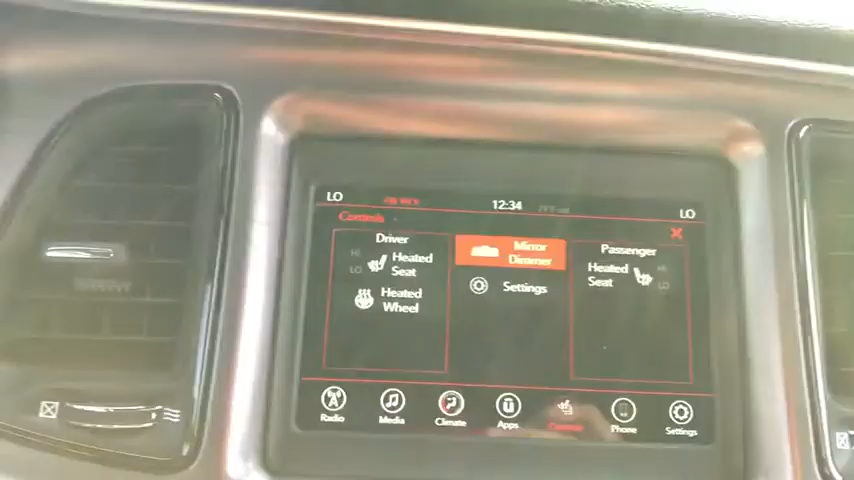 LO
12:34
LO
Controls
Driver
Mirror
Dimmer
Passenger
HI
LO
Heated
Seat
Heated
Wheel
Settings
Heated
Seat
HI
LO
Radio
Media
Climate
Apps
Controls
Phone
Settings